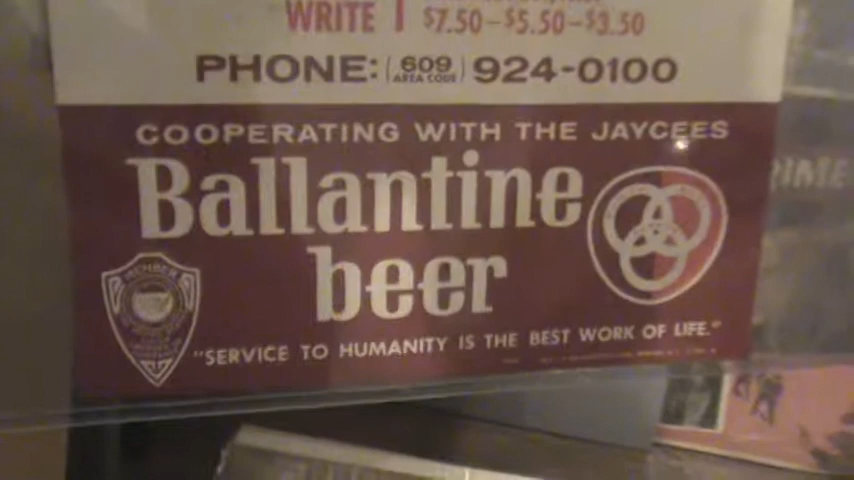 WRITE $7.50-$5.50-$3.50
PHONE: (609 AREA CODE) 924-0100
COOPERATING WITH THE JAYCEES
Ballantine
beer
MEMBER
"SERVICE TO HUMANITY IS THE BEST WORK OF LIFE."